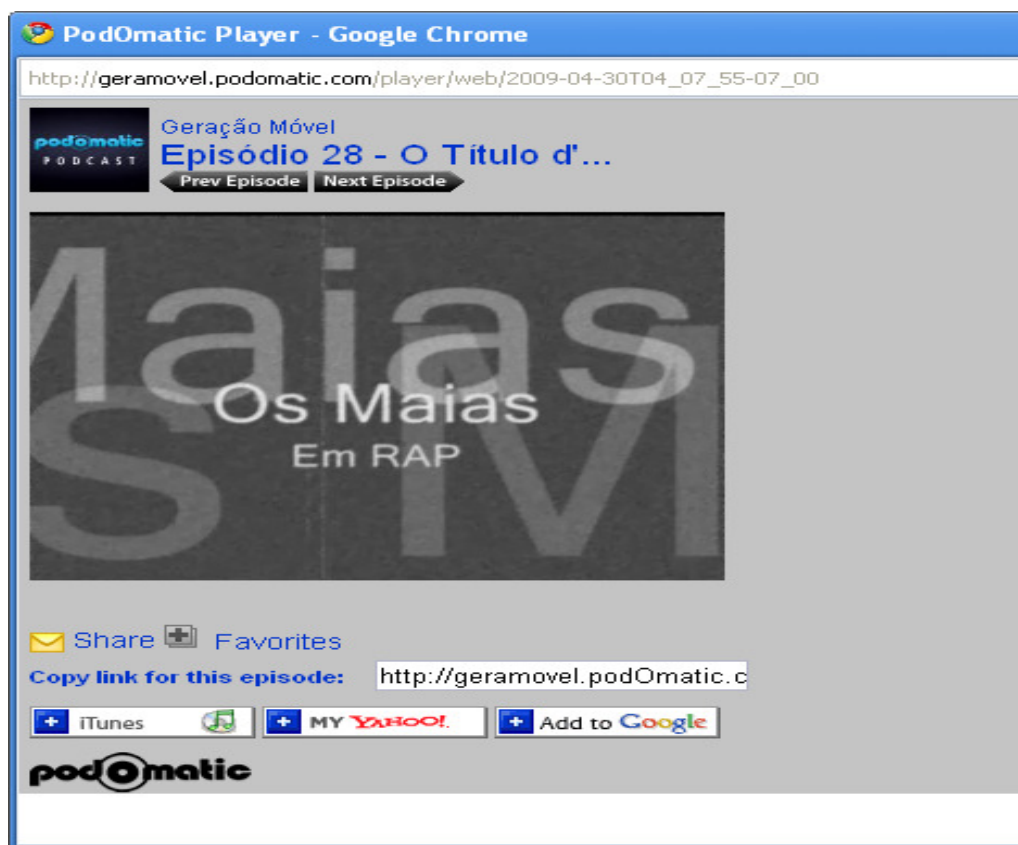 PodOmatic Player - Google Chrome
http://geramovel.podomatic.com/player/web/2009-04-30T04_07_55-07_00
podOmatic
PODCAST
Geração Móvel
Episódio 28 - O Título d'...
Prev Episode Next Episode
Maias
s M
Os Maias
Em RAP
Share Favorites
Copy link for this episode: http://geramovel.podOmatic.c
iTunes MY YAHOO! Add to Google
podOmatic